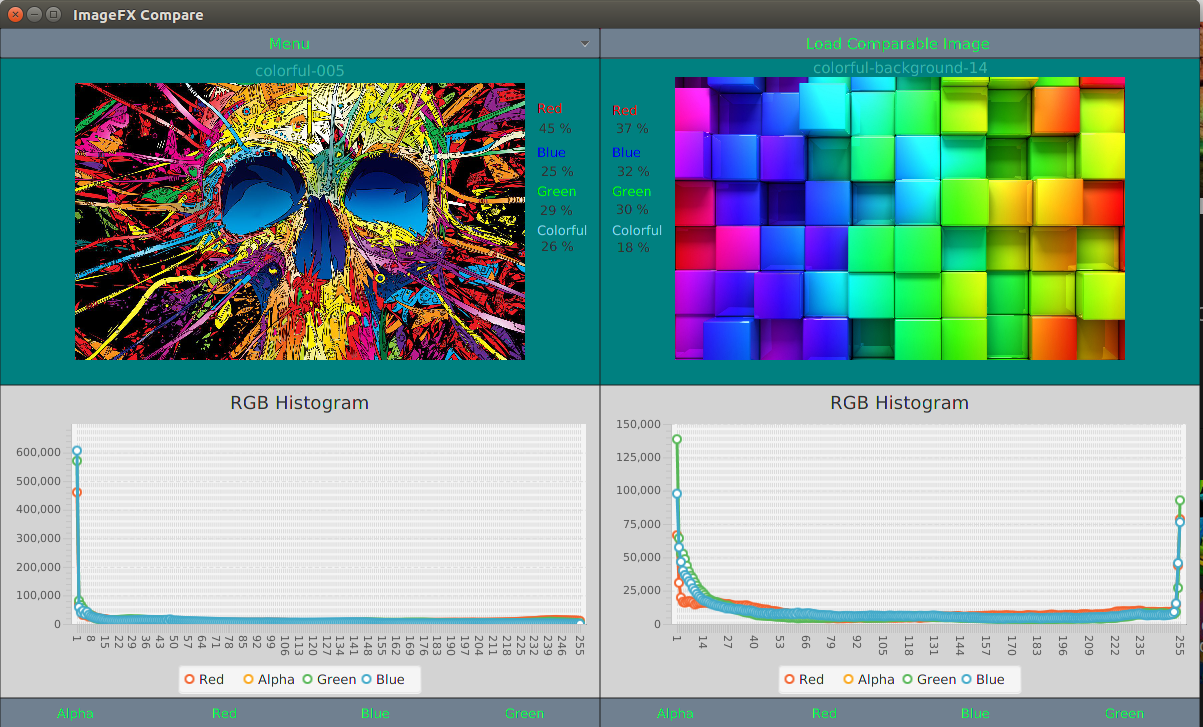 ImageFX Compare
Menu
Load Comparable Image
colorful-005
Red
45 %
Blue
25 %
Green
29 %
Colorful
26 %
colorful-background-14
Red
37 %
Blue
32 %
Green
30 %
Colorful
18 %
RGB Histogram
600,000
500,000
400,000
300,000
200,000
100,000
0
1 8 15 22 29 36 43 50 57 64 71 78 85 92 99 106 113 120 127 134 141 148 155 162 169 176 183 190 197 204 211 218 225 232 239 246 255
Red Alpha Green Blue
RGB Histogram
150,000
125,000
100,000
75,000
50,000
25,000
0
1 14 27 40 53 66 79 92 105 118 131 144 157 170 183 196 209 222 235 255
Red Alpha Green Blue
Alpha Red Blue Green
Alpha Red Blue Green